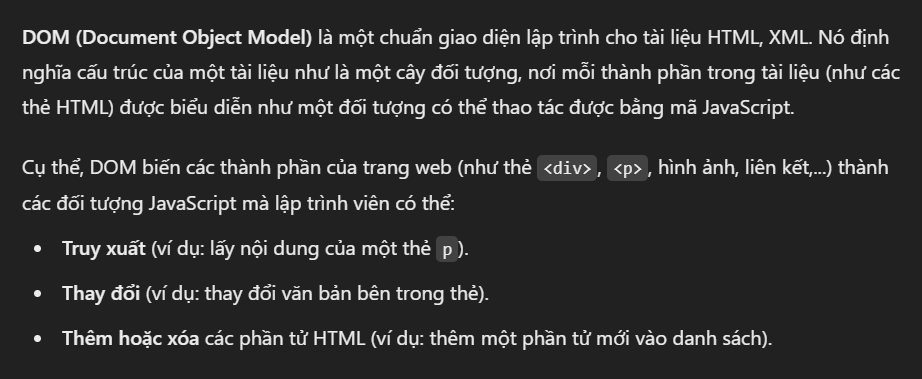 DOM (Document Object Model) là một chuẩn giao diện lập trình cho tài liệu HTML, XML. Nó định
nghĩa cấu trúc của một tài liệu như là một cây đối tượng, nơi mỗi thành phần trong tài liệu (như các
thẻ HTML) được biểu diễn như một đối tượng có thể thao tác được bằng mã JavaScript.
Cụ thể, DOM biến các thành phần của trang web (như thẻ <div>, <p>, hình ảnh, liên kết,...) thành
các đối tượng JavaScript mà lập trình viên có thể:
• Truy xuất (ví dụ: lấy nội dung của một thẻ p).
• Thay đổi (ví dụ: thay đổi văn bản bên trong thẻ).
• Thêm hoặc xóa các phần tử HTML (ví dụ: thêm một phần tử mới vào danh sách).